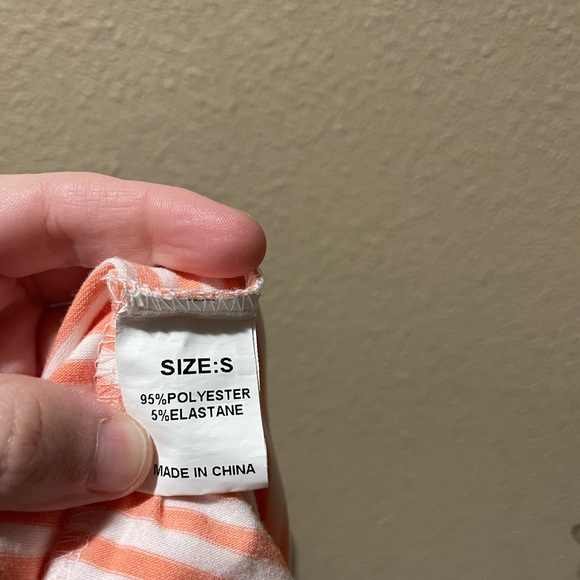 SIZE:S
95%POLYESTER
5%ELASTANE
MADE IN CHINA